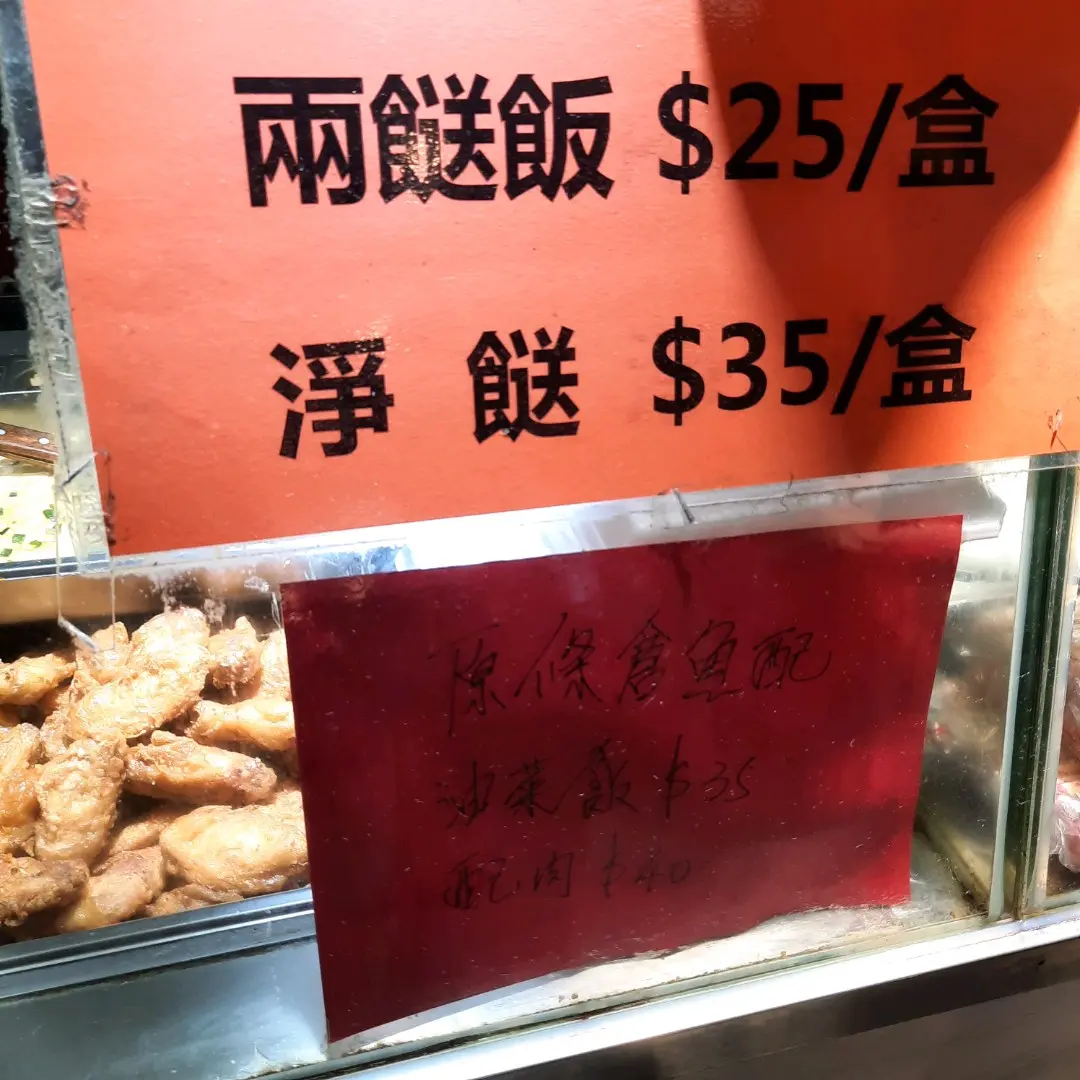 兩餸飯 $25/盒
淨 餸 $35/盒
原條倉魚配
油菜飯 $35
配肉 $40